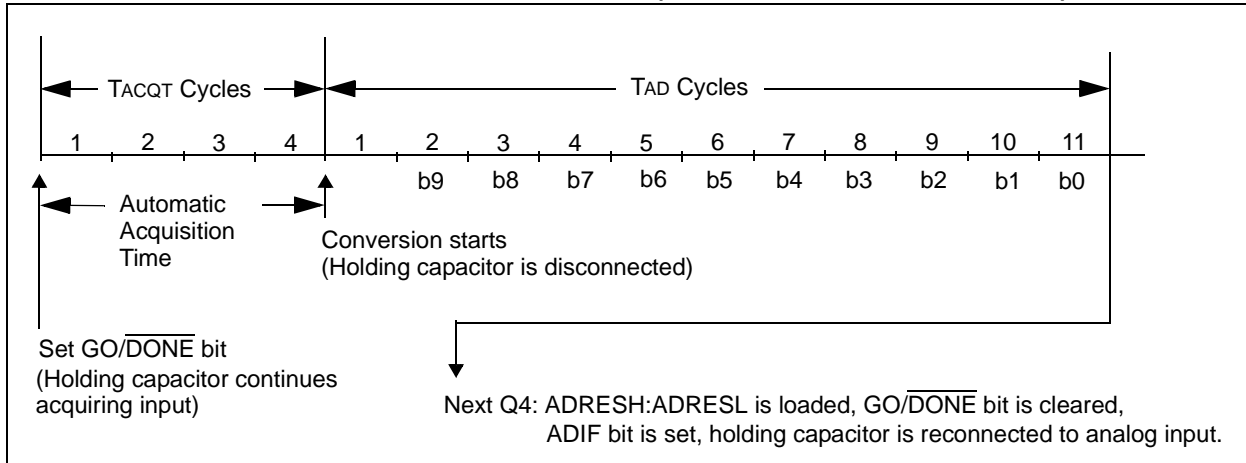 TACQT Cycles TAD Cycles
1 2 3 4 1 2 3 4 5 6 7 8 9 10 11
b9 b8 b7 b6 b5 b4 b3 b2 b1 b0
Automatic
Acquisition
Time
Conversion starts
(Holding capacitor is disconnected)
Set GO/DONE bit
(Holding capacitor continues
acquiring input)
Next Q4: ADRESH:ADRESL is loaded, GO/DONE bit is cleared,
ADIF bit is set, holding capacitor is reconnected to analog input.